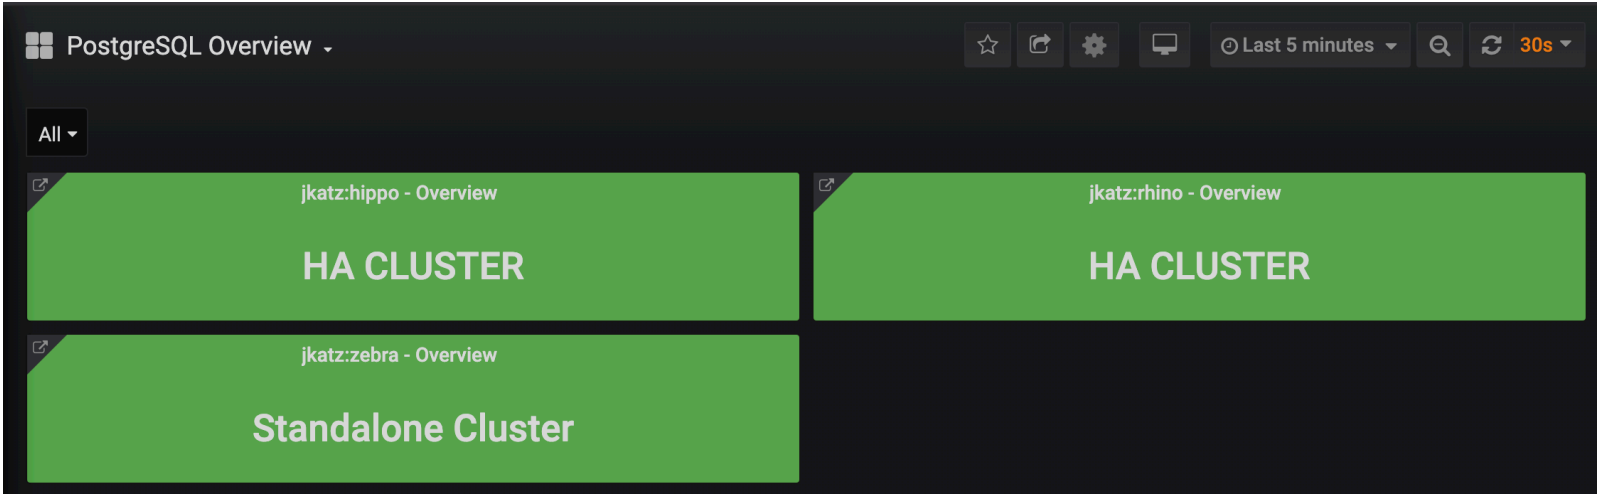 PostgreSQL Overview
Last 5 minutes
30s
All
jkatz:hippo - Overview
HA CLUSTER
jkatz:rhino - Overview
HA CLUSTER
jkatz:zebra - Overview
Standalone Cluster